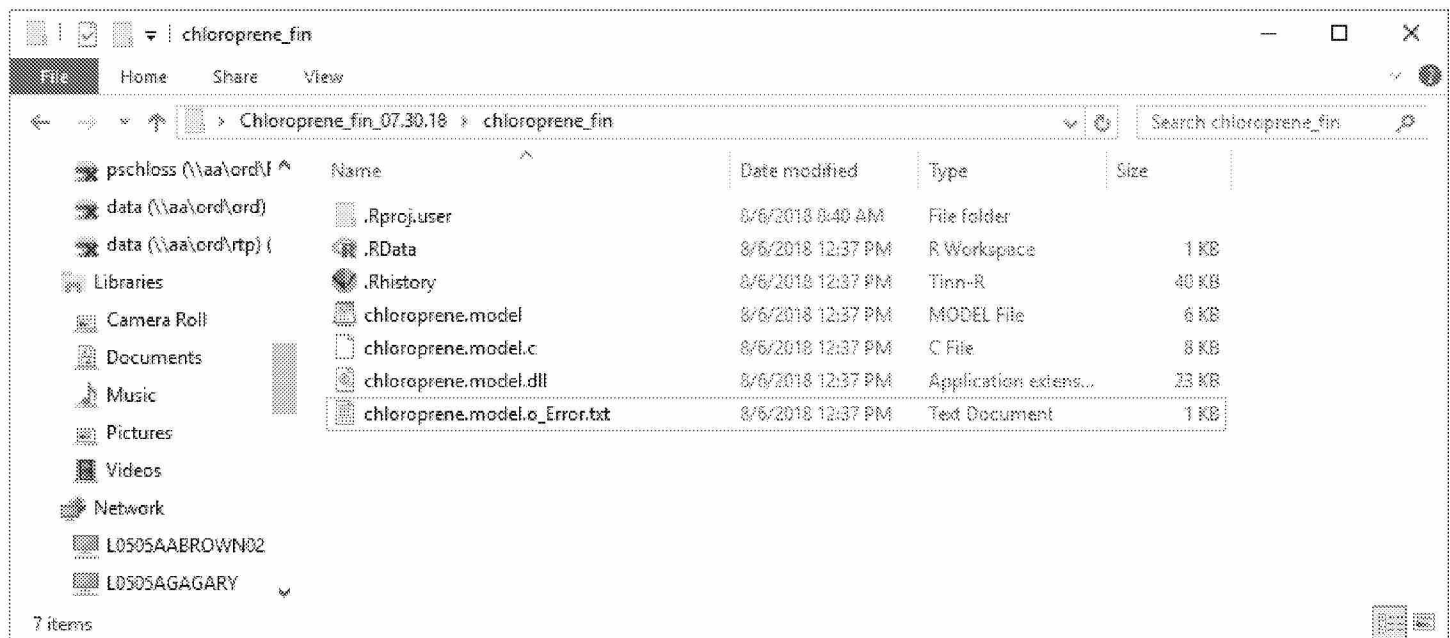 chloroprene_fin
File Home Share View
Chloroprene_fin_07.30.18 > chloroprene_fin
Search chloroprene_fin
Name Date modified Type Size
pschloss (\\aa\ord\
data (\\aa\ord\ord)
data (\\aa\ord\rtp) (
Libraries
Camera Roll
Documents
Music
Pictures
Videos
Network
L0505AABROWN02
L0505AGAGARY
.Rproj.user 8/6/2018 8:40 AM File folder
.RData 8/6/2018 12:37 PM R Workspace 1 KB
.Rhistory 8/6/2018 12:37 PM Tinn-R 40 KB
chloroprene.model 8/6/2018 12:37 PM MODEL File 6 KB
chloroprene.model.c 8/6/2018 12:37 PM C File 8 KB
chloroprene.model.dll 8/6/2018 12:37 PM Application extens... 23 KB
chloroprene.model.o_Error.txt 8/6/2018 12:37 PM Text Document 1 KB
7 items